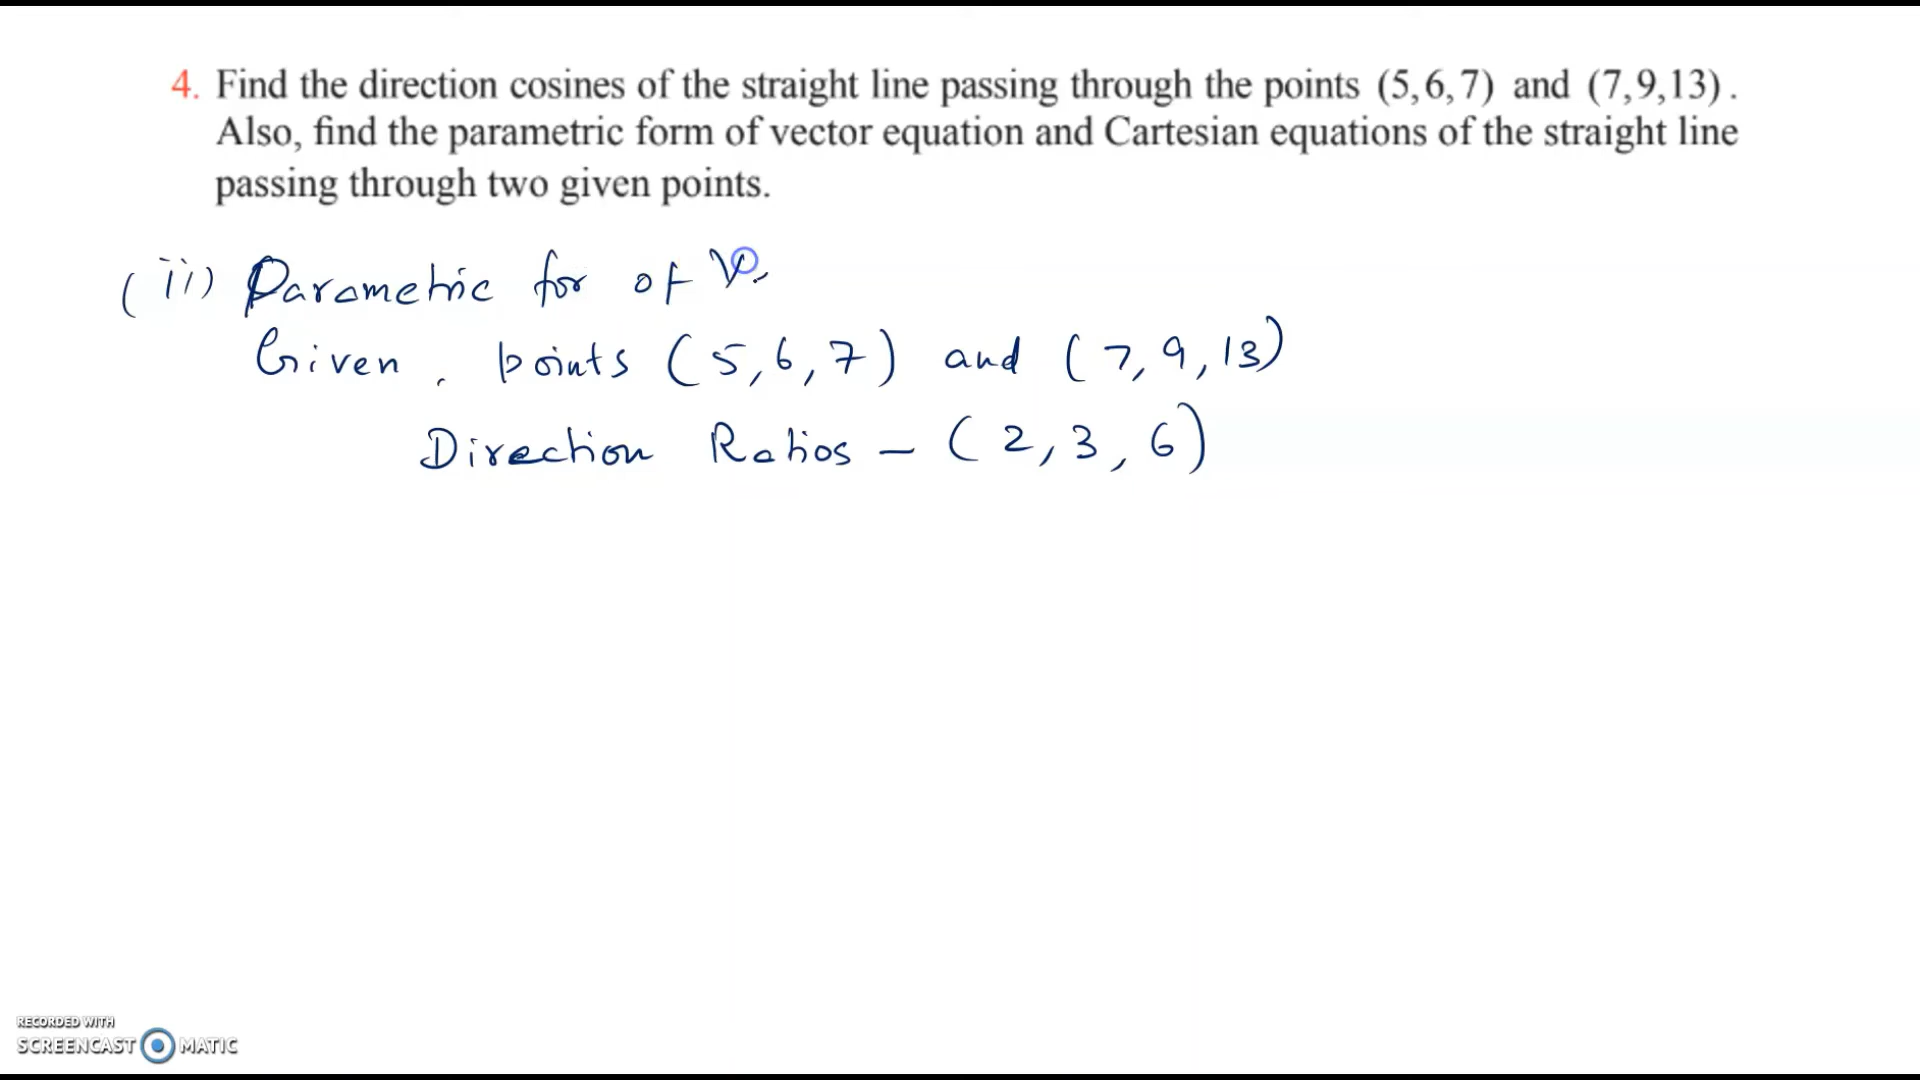 4. Find the direction cosines of the straight line passing through the points (5,6,7) and (7,9,13).
Also, find the parametric form of vector equation and Cartesian equations of the straight line
passing through two given points.
(ii) Parametric for of
Given, points (5,6,7) and (7,9,13)
Direction Ratios - (2,3,6)
RECORDED WITH
SCREENCAST MATIC